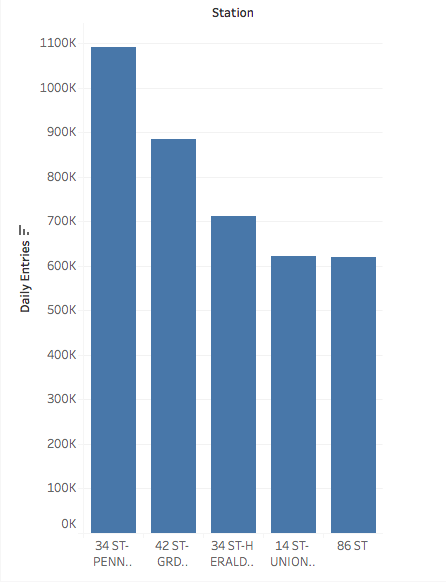 Station
1100K
1000K
900K
800K
700K
600K
500K
400K
300K
200K
100K
0K
Daily Entries
34 ST-
PENN..
42 ST-
GRD..
34 ST-H
ERALD..
14 ST-
UNION..
86 ST